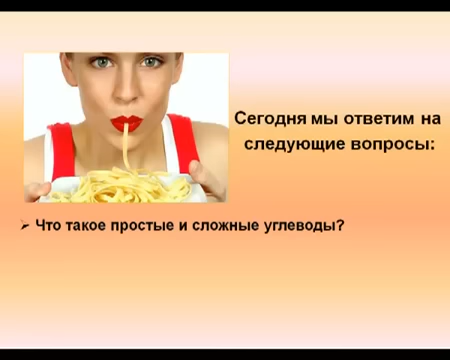 Сегодня мы ответим на
следующие вопросы:
➢ Что такое простые и сложные углеводы?